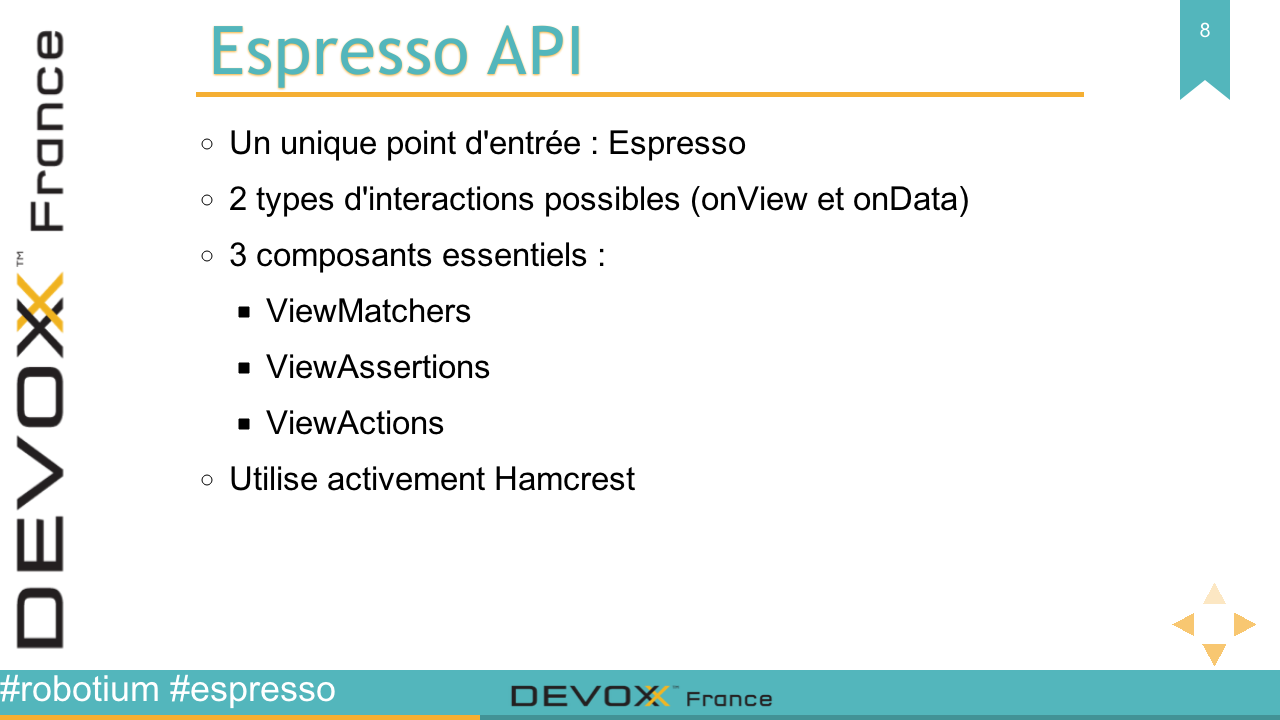 Espresso API
8
Un unique point d'entrée : Espresso
2 types d'interactions possibles (onView et onData)
3 composants essentiels :
ViewMatchers
ViewAssertions
ViewActions
Utilise activement Hamcrest
DEVOXX™ France
#robotium #espresso
DEVOXX™ France